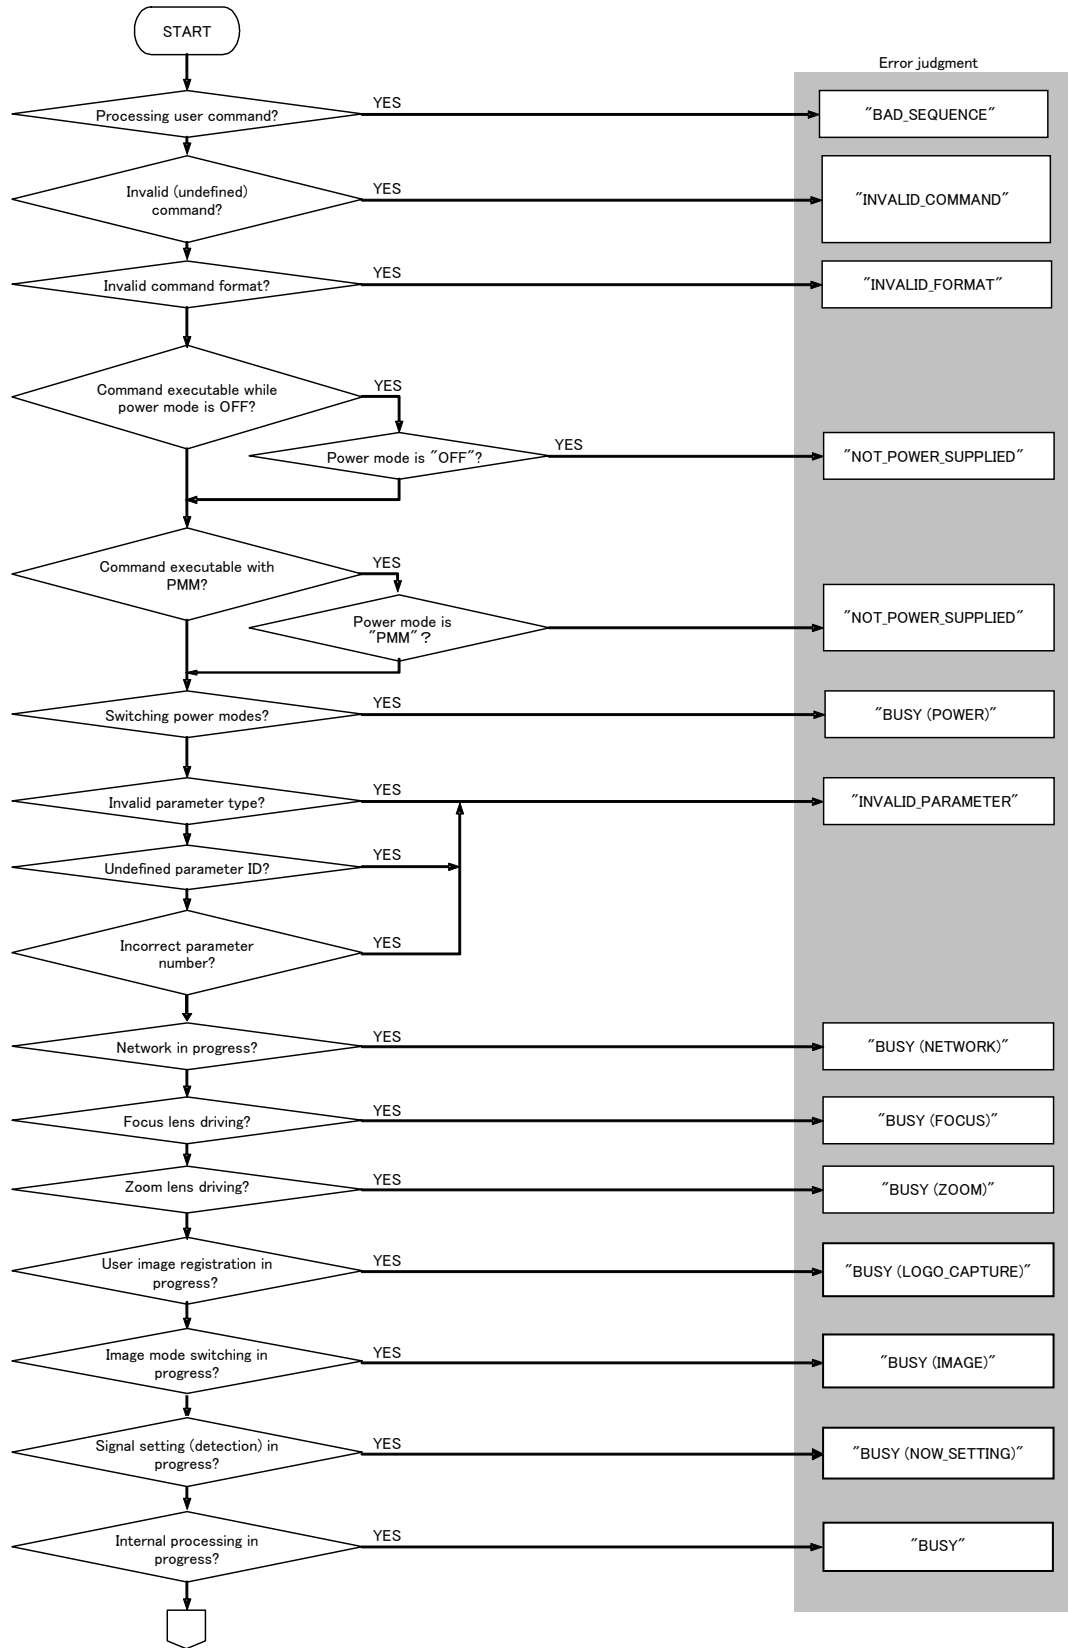 START
Error judgment
Processing user command?
YES
"BAD_SEQUENCE"
Invalid (undefined)
command?
YES
"INVALID_COMMAND"
Invalid command format?
YES
"INVALID_FORMAT"
Command executable while
power mode is OFF?
YES
Power mode is "OFF"?
YES
"NOT_POWER_SUPPLIED"
Command executable with
PMM?
YES
Power mode is
"PMM"?
"NOT_POWER_SUPPLIED"
Switching power modes?
YES
"BUSY (POWER)"
Invalid parameter type?
YES
"INVALID_PARAMETER"
Undefined parameter ID?
YES
Incorrect parameter
number?
YES
Network in progress?
YES
"BUSY (NETWORK)"
Focus lens driving?
YES
"BUSY (FOCUS)"
Zoom lens driving?
YES
"BUSY (ZOOM)"
User image registration in
progress?
YES
"BUSY (LOGO_CAPTURE)"
Image mode switching in
progress?
YES
"BUSY (IMAGE)"
Signal setting (detection) in
progress?
YES
"BUSY (NOW_SETTING)"
Internal processing in
progress?
YES
"BUSY"